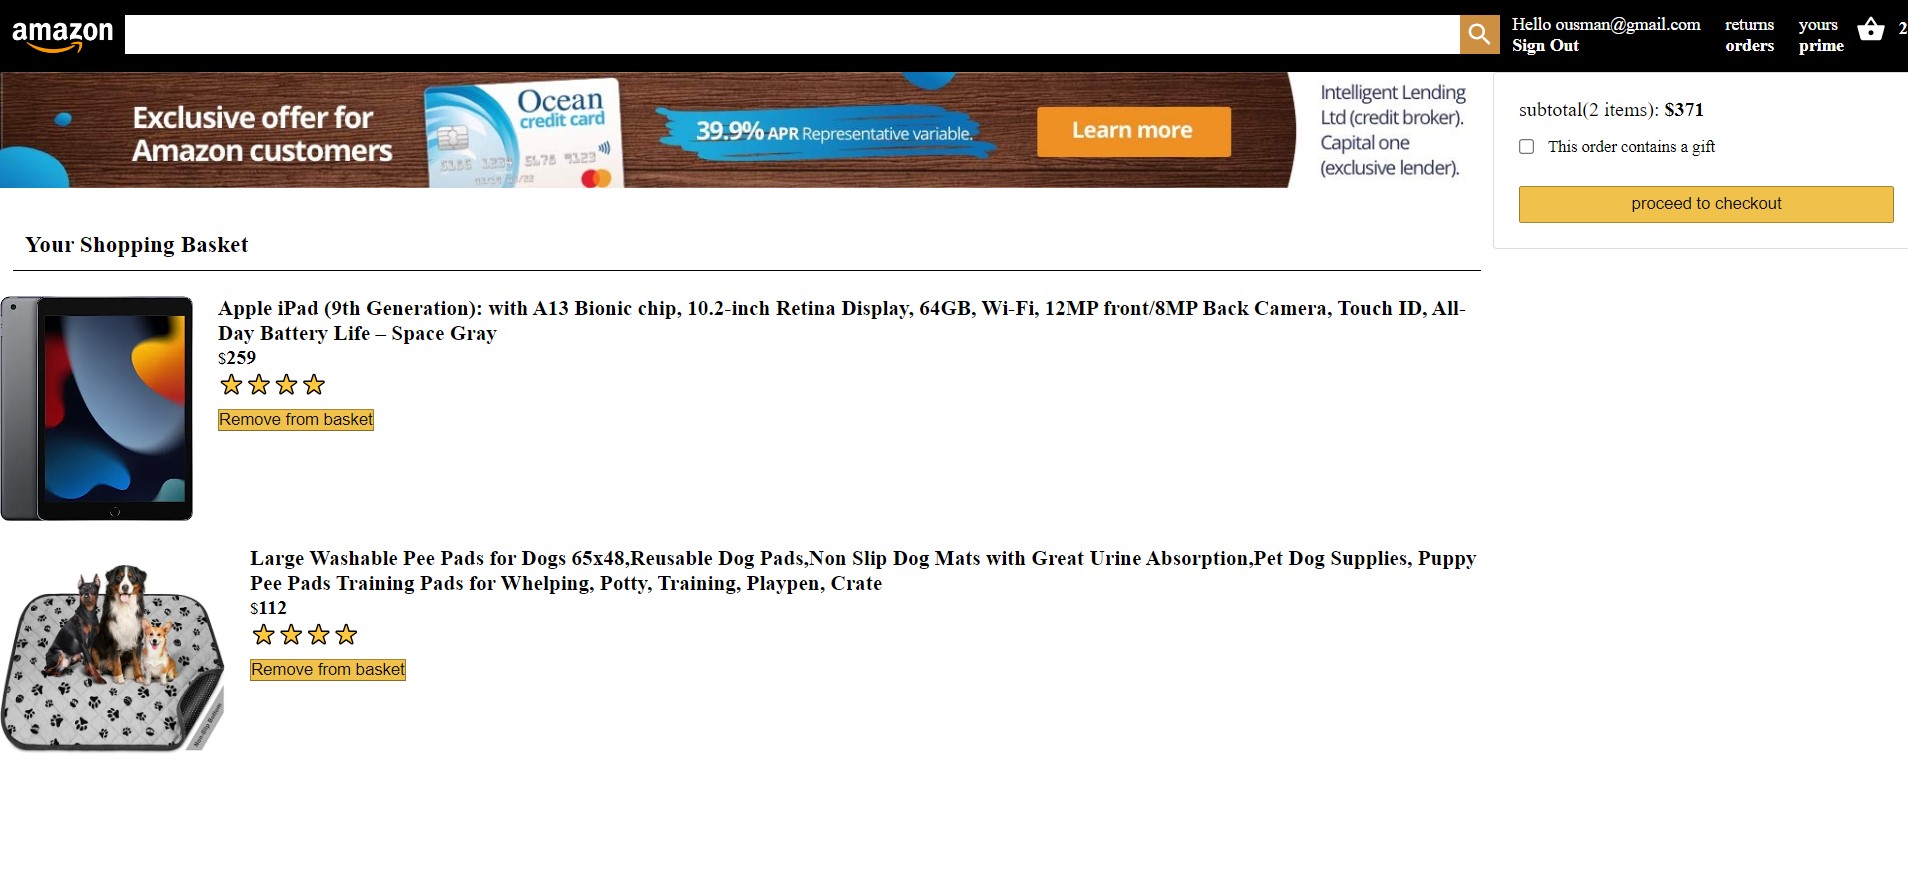 amazon
Hello ousman@gmail.com
Sign Out
returns
orders
yours
prime
2
Exclusive offer for
Amazon customers
Ocean
credit card
39.9% APR Representative variable.
Learn more
Intelligent Lending
Ltd (credit broker).
Capital one
(exclusive lender).
subtotal(2 items): $371
This order contains a gift
proceed to checkout
Your Shopping Basket
Apple iPad (9th Generation): with A13 Bionic chip, 10.2-inch Retina Display, 64GB, Wi-Fi, 12MP front/8MP Back Camera, Touch ID, All-
Day Battery Life – Space Gray
$259
Remove from basket
Large Washable Pee Pads for Dogs 65x48,Reusable Dog Pads,Non Slip Dog Mats with Great Urine Absorption,Pet Dog Supplies, Puppy
Pee Pads Training Pads for Whelping, Potty, Training, Playpen, Crate
$112
Remove from basket
Non-Slip Bottom